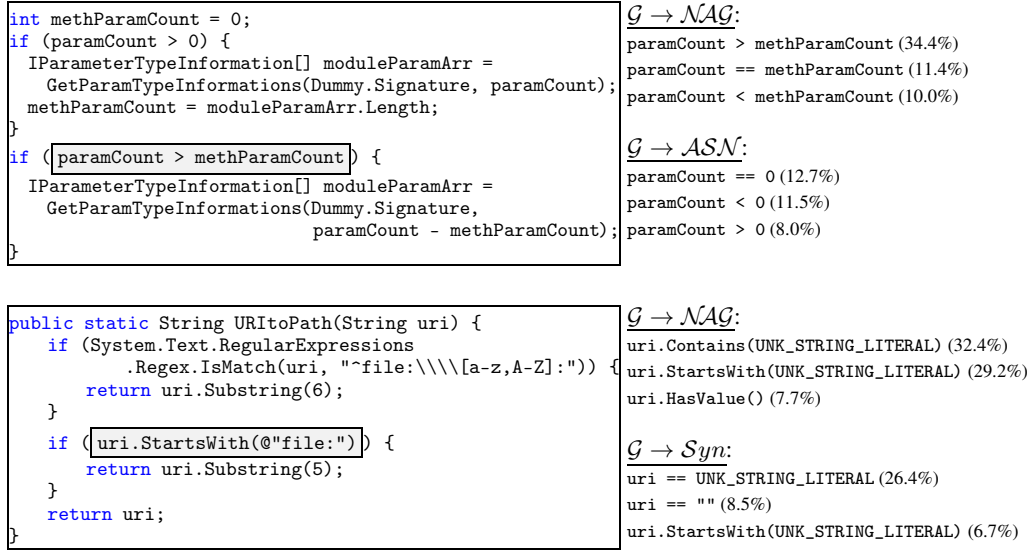 int methParamCount = 0;
if (paramCount > 0) {
IParameterTypeInformation[] moduleParamArr =
GetParamTypeInformations(Dummy.Signature, paramCount);
methParamCount = moduleParamArr.Length;
}
if ( paramCount > methParamCount ) {
IParameterTypeInformation[] moduleParamArr =
GetParamTypeInformations(Dummy.Signature,
paramCount - methParamCount);
}
G → NAG:
paramCount > methParamCount (34.4%)
paramCount == methParamCount (11.4%)
paramCount < methParamCount (10.0%)
G → ASN:
paramCount == 0 (12.7%)
paramCount < 0 (11.5%)
paramCount > 0 (8.0%)
public static String URItoPath(String uri) {
if (System.Text.RegularExpressions
.Regex.IsMatch(uri, "^file:\\\\[a-z,A-Z]:")) {
return uri.Substring(6);
}
if ( uri.StartsWith(@"file:") ) {
return uri.Substring(5);
}
return uri;
}
G → NAG:
uri.Contains(UNK_STRING_LITERAL) (32.4%)
uri.StartsWith(UNK_STRING_LITERAL) (29.2%)
uri.HasValue() (7.7%)
G → Syn:
uri == UNK_STRING_LITERAL (26.4%)
uri == "" (8.5%)
uri.StartsWith(UNK_STRING_LITERAL) (6.7%)